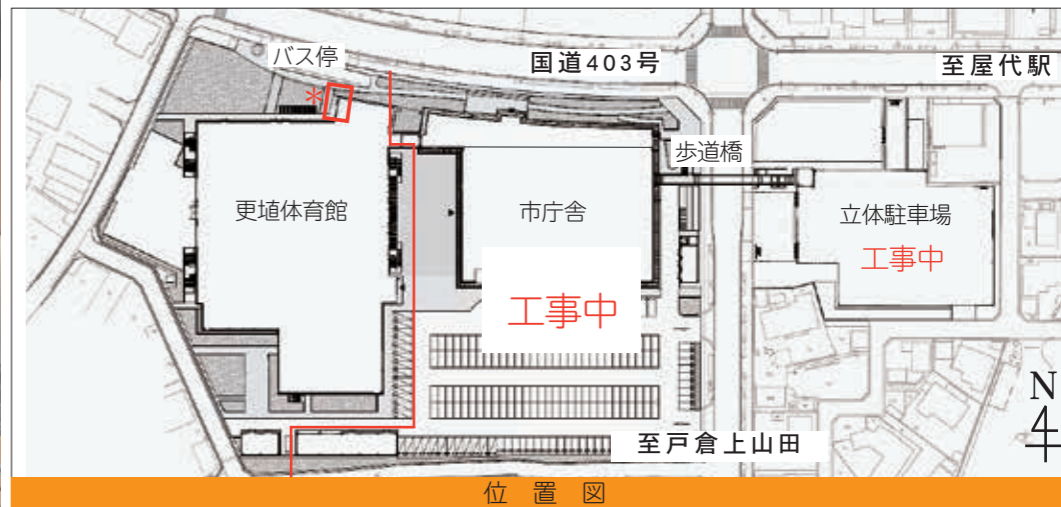 バス停
国道403号
至屋代駅
*
歩道橋
更埴体育館
市庁舎
立体駐車場
工事中
工事中
至戸倉上山田
N
位置図